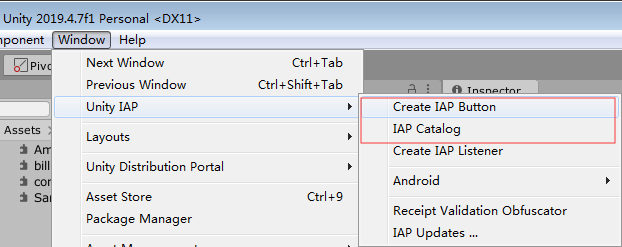 Unity 2019.4.7f1 Personal <DX11>
mponent Window Help
Pivo
Next Window Ctrl+Tab
Previous Window Ctrl+Shift+Tab
Inspector
Unity IAP
Create IAP Button
Assets
IAP Catalog
Layouts
Create IAP Listener
Am
bill
Unity Distribution Portal
Android
con
Asset Store Ctrl+9
Sar
Receipt Validation Obfuscator
Package Manager
IAP Updates ...